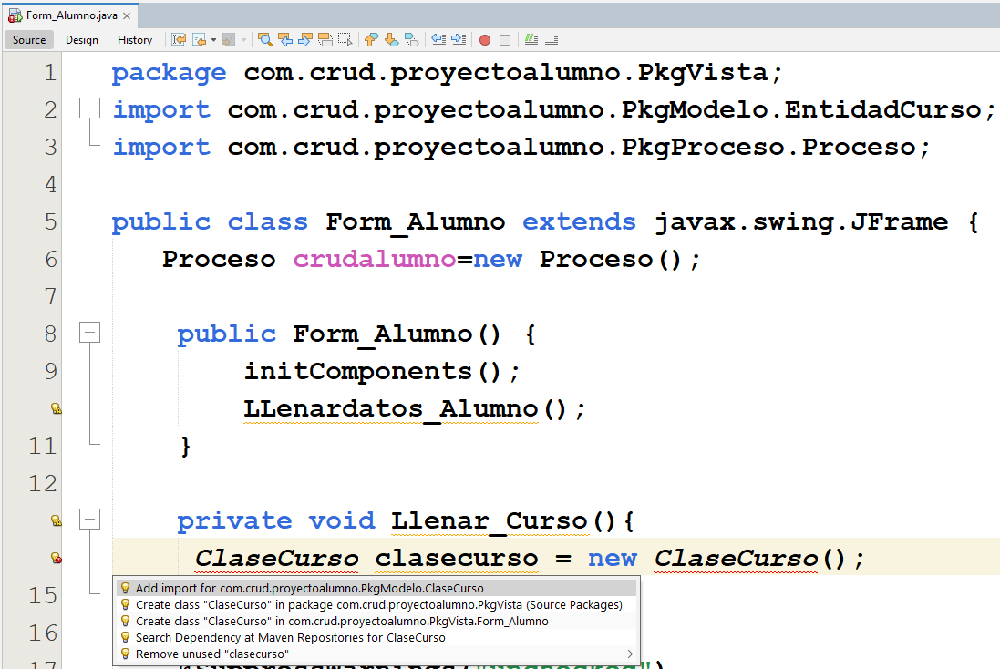 Form_Alumno.java
Source Design History
1 package com.crud.proyectoalumno.PkgVista;
2 import com.crud.proyectoalumno.PkgModelo.EntidadCurso;
3 import com.crud.proyectoalumno.PkgProceso.Proceso;
4
5 public class Form_Alumno extends javax.swing.JFrame {
6 Proceso crudalumno=new Proceso();
7
8 public Form_Alumno() {
9 initComponents();
LLenardatos_Alumno();
11 }
12
private void Llenar_Curso(){
ClaseCurso clasecurso = new ClaseCurso();
15
Add import for com.crud.proyectoalumno.PkgModelo.ClaseCurso
Create class "ClaseCurso" in package com.crud.proyectoalumno.PkgVista (Source Packages)
Create class "ClaseCurso" in com.crud.proyectoalumno.PkgVista.Form_Alumno
16
Search Dependency at Maven Repositories for ClaseCurso
Remove unused "clasecurso"
17